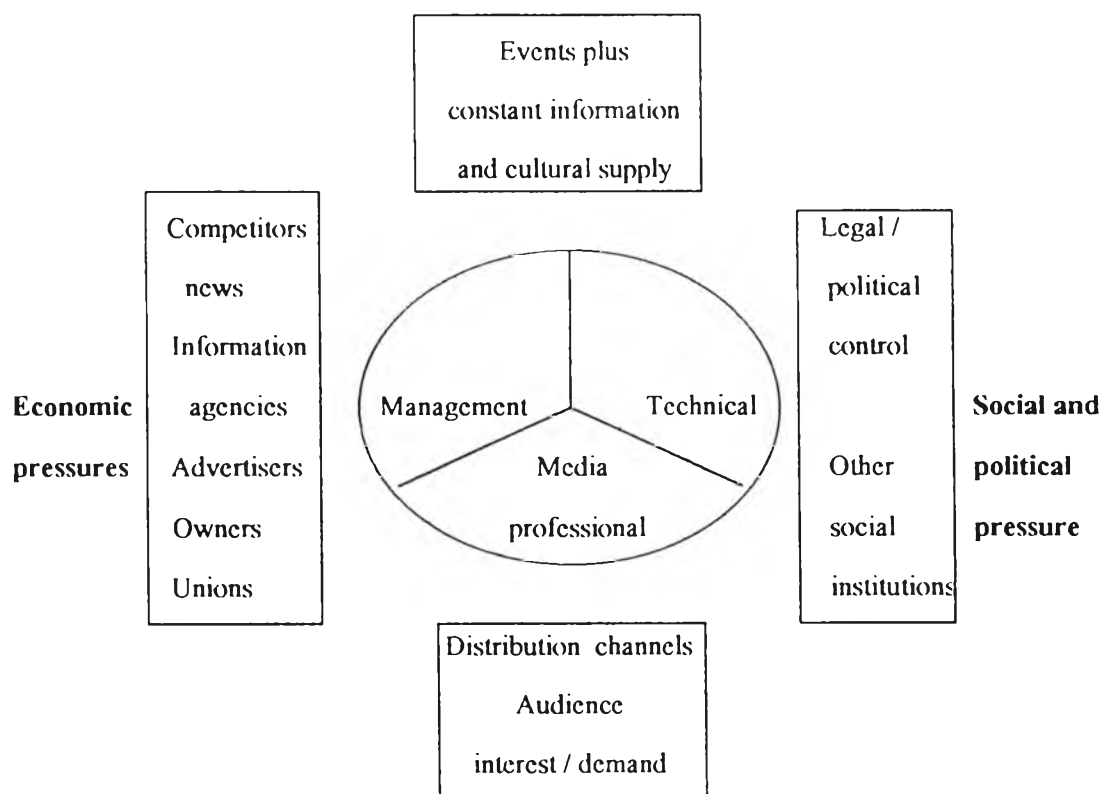 Events plus
constant information
and cultural supply
Economic
pressures
Competitors
news
Information
agencies
Advertisers
Owners
Unions
Management
Technical
Media
professional
Legal /
political
control
Other
social
institutions
Social and
political
pressure
Distribution channels
Audience
interest / demand